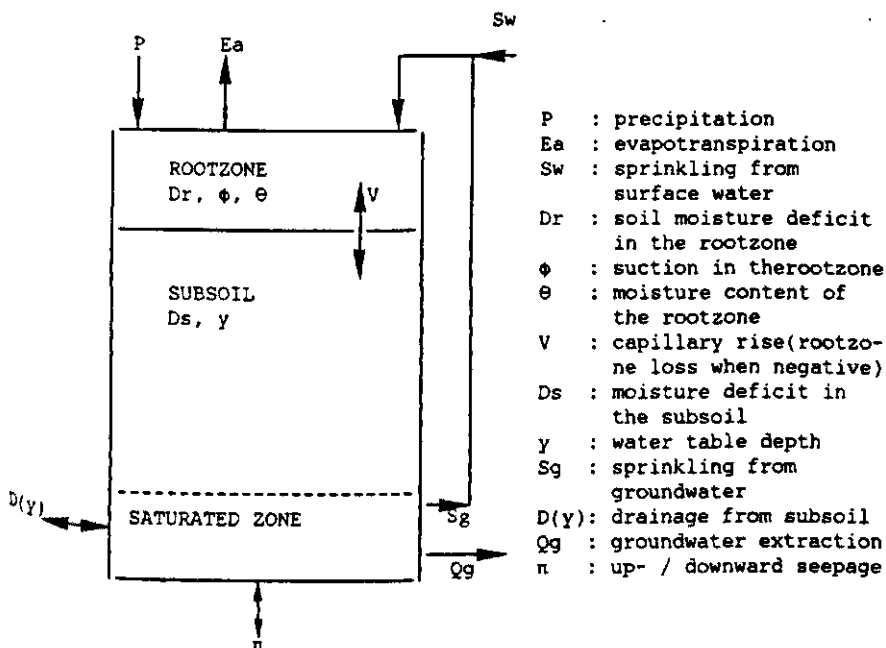 Sw
P
Ea
ROOTZONE
Dr, ϕ, θ
V
SUBSOIL
Ds, y
D(y)
SATURATED ZONE
Sg
Qg
π
P : precipitation
Ea : evapotranspiration
Sw : sprinkling from
surface water
Dr : soil moisture deficit
in the rootzone
ϕ : suction in therootzone
θ : moisture content of
the rootzone
V : capillary rise(rootzo-
ne loss when negative)
Ds : moisture deficit in
the subsoil
y : water table depth
Sg : sprinkling from
groundwater
D(y): drainage from subsoil
Qg : groundwater extraction
π : up- / downward seepage